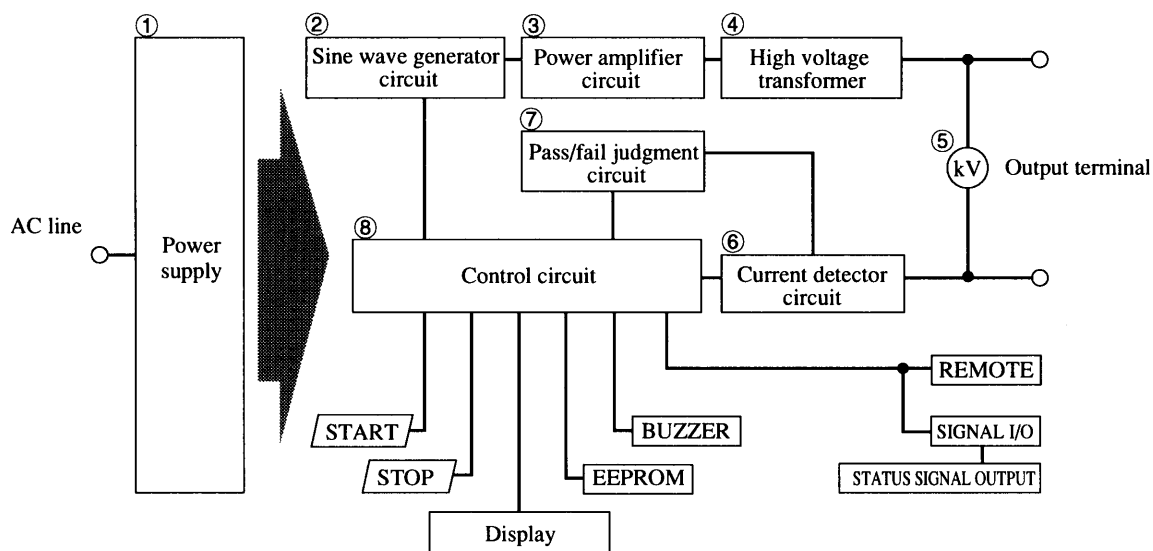 ①
Power
supply
AC line
②
Sine wave generator
circuit
③
Power amplifier
circuit
④
High voltage
transformer
⑤
kV
Output terminal
⑦
Pass/fail judgment
circuit
⑧
Control circuit
⑥
Current detector
circuit
START
STOP
Display
EEPROM
BUZZER
REMOTE
SIGNAL I/O
STATUS SIGNAL OUTPUT